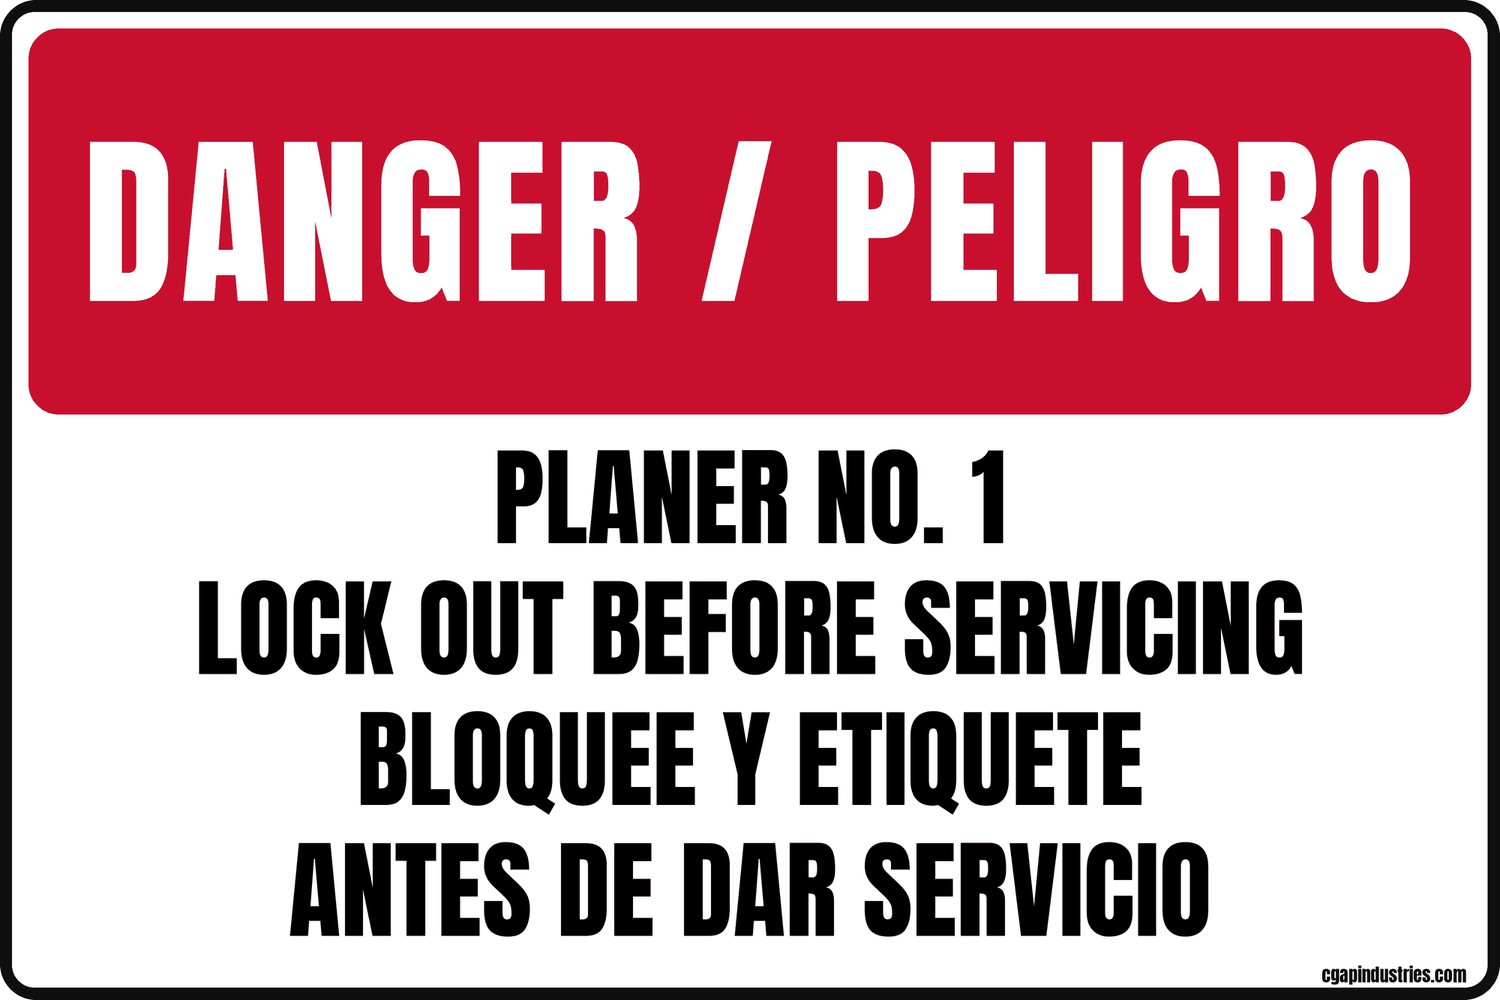 DANGER / PELIGRO
PLANER NO. 1
LOCK OUT BEFORE SERVICING
BLOQUEE Y ETIQUETE
ANTES DE DAR SERVICIO
cgapindustries.com